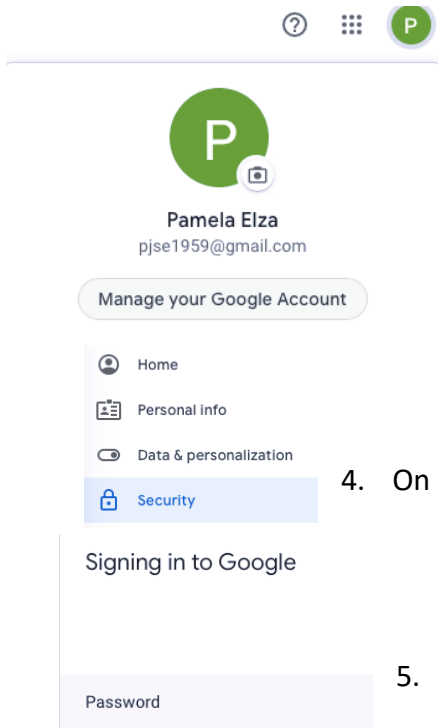 P
P
Pamela Elza
pjse1959@gmail.com
Manage your Google Account
Home
Personal info
Data & personalization
4. On
Security
Signing in to Google
5.
Password